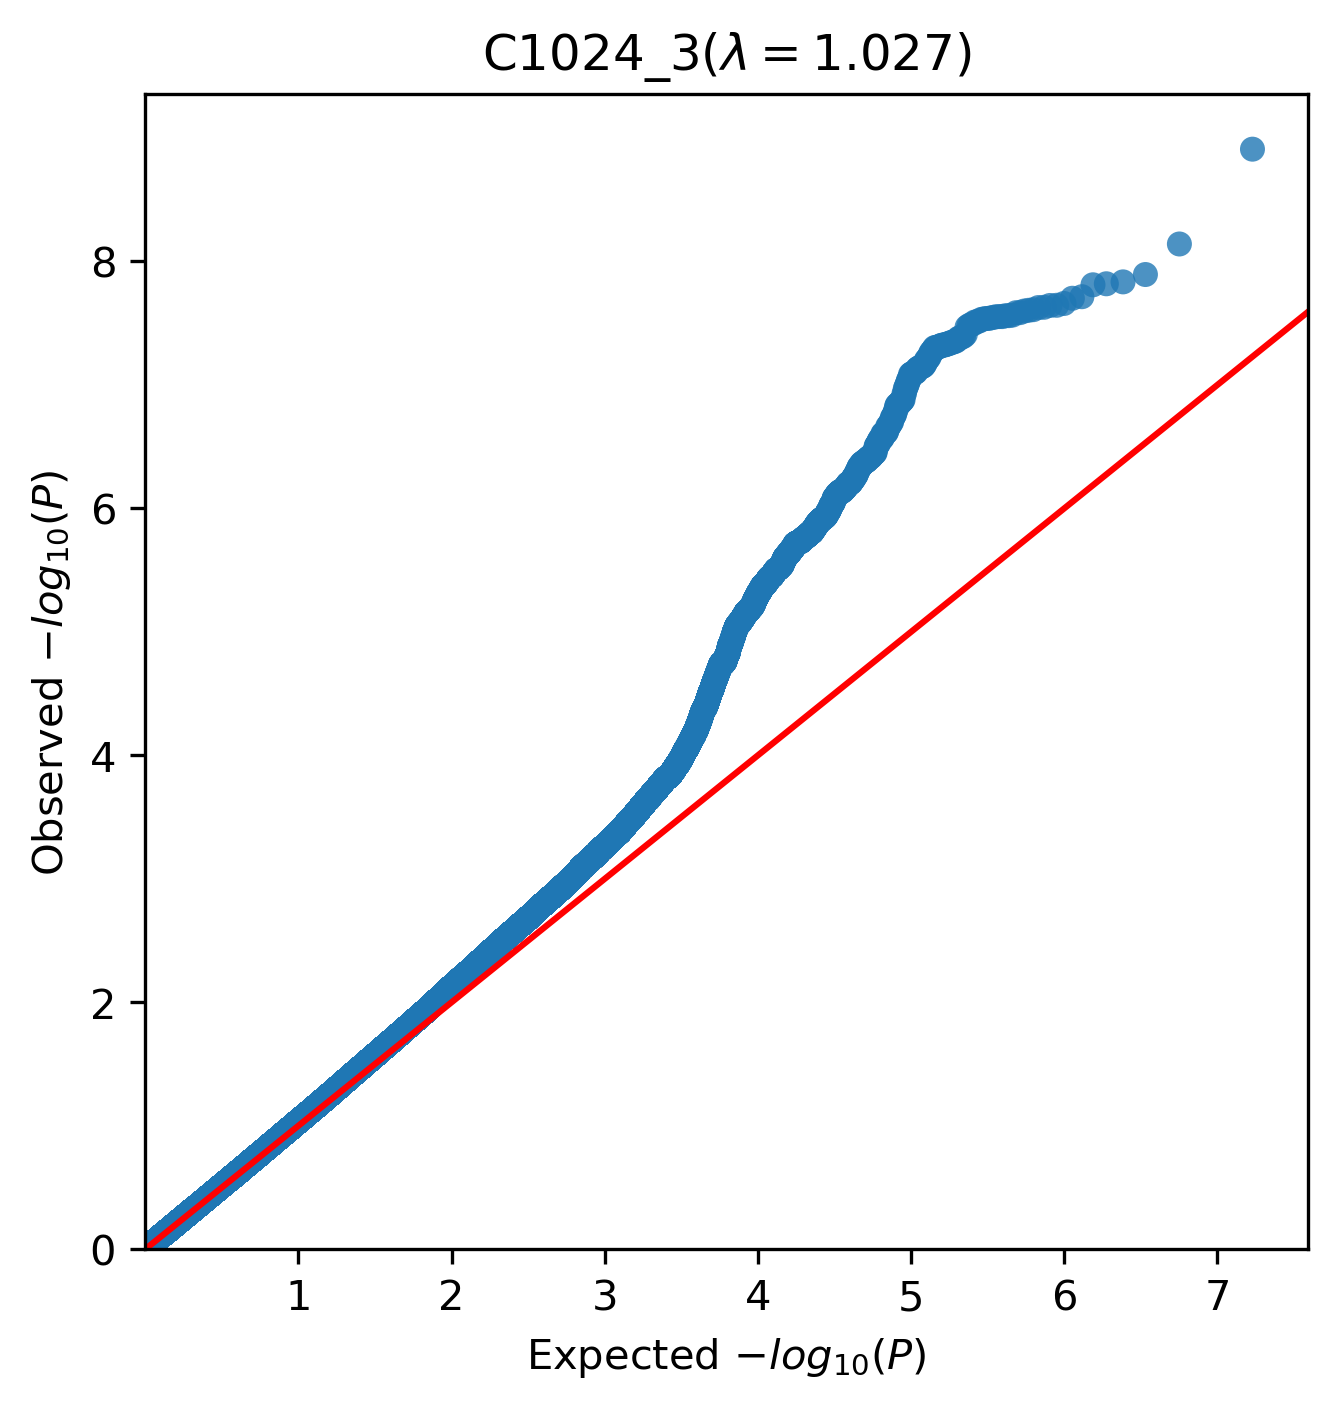 C1024_3(λ = 1.027)
Observed −log₁₀(P)
8
6
4
2
0
1 2 3 4 5 6 7
Expected −log₁₀(P)